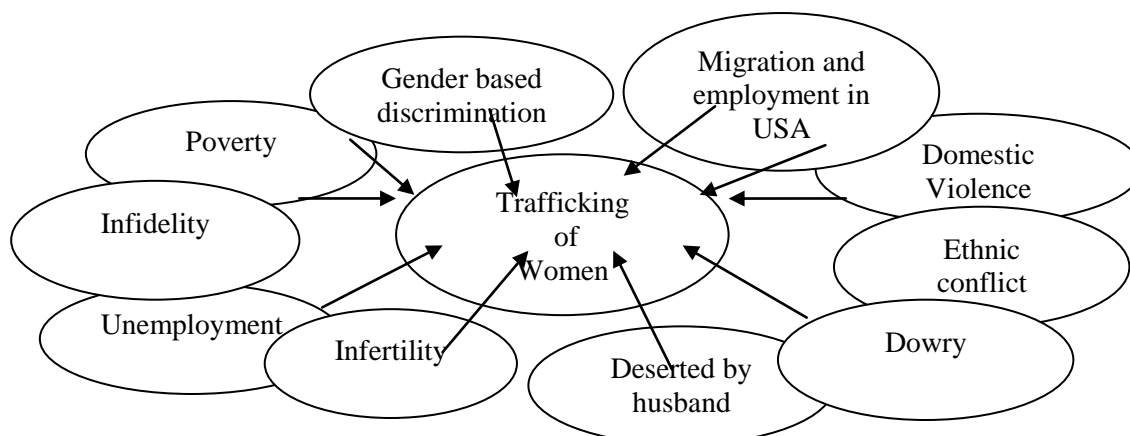 Gender based
discrimination
Migration and
employment in
USA
Poverty
Domestic
Violence
Infidelity
Trafficking
of
Women
Ethnic
conflict
Unemployment
Infertility
Deserted by
husband
Dowry